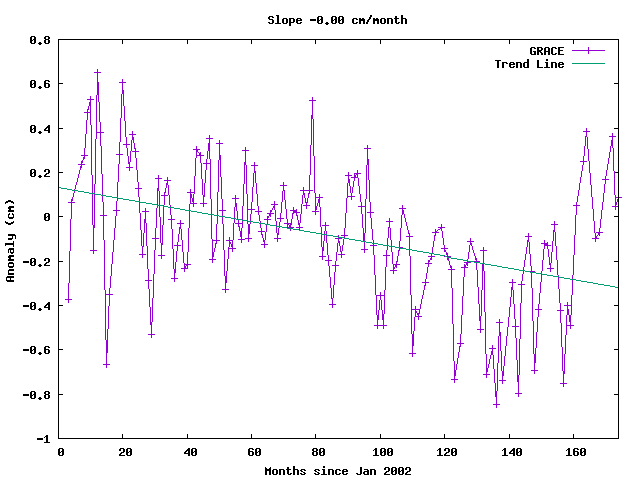 Slope -0.00 cm/month
GRACE
Trend Line
0.8
0.6
0.4
0.2
0
-0.2
-0.4
-0.6
-0.8
-1
Anomaly (cm)
0 20 40 60 80 100 120 140 160
Months since Jan 2002